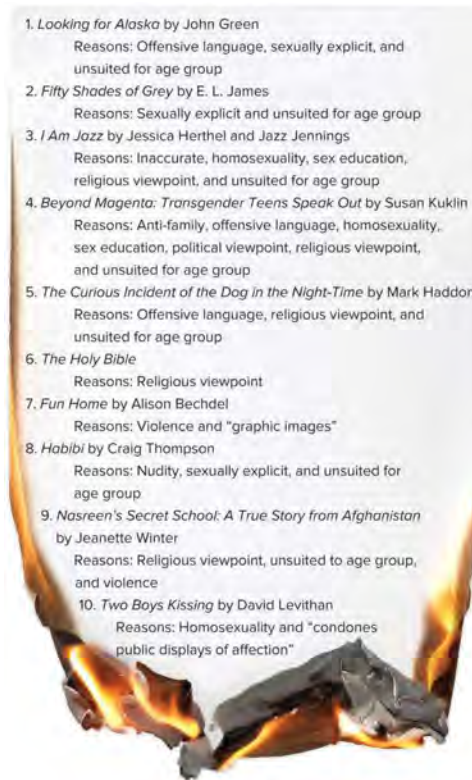 1. Looking for Alaska by John Green
Reasons: Offensive language, sexually explicit, and
unsuited for age group
2. Fifty Shades of Grey by E. L. James
Reasons: Sexually explicit and unsuited for age group
3. I Am Jazz by Jessica Herthel and Jazz Jennings
Reasons: Inaccurate, homosexuality, sex education,
religious viewpoint, and unsuited for age group
4. Beyond Magenta: Transgender Teens Speak Out by Susan Kuklin
Reasons: Anti-family, offensive language, homosexuality,
sex education, political viewpoint, religious viewpoint,
and unsuited for age group
5. The Curious Incident of the Dog in the Night-Time by Mark Haddon
Reasons: Offensive language, religious viewpoint, and
unsuited for age group
6. The Holy Bible
Reasons: Religious viewpoint
7. Fun Home by Alison Bechdel
Reasons: Violence and “graphic images”
8. Habibi by Craig Thompson
Reasons: Nudity, sexually explicit, and unsuited for
age group
9. Nasreen’s Secret School: A True Story from Afghanistan
by Jeanette Winter
Reasons: Religious viewpoint, unsuited to age group,
and violence
10. Two Boys Kissing by David Levithan
Reasons: Homosexuality and “condones
public displays of affection”